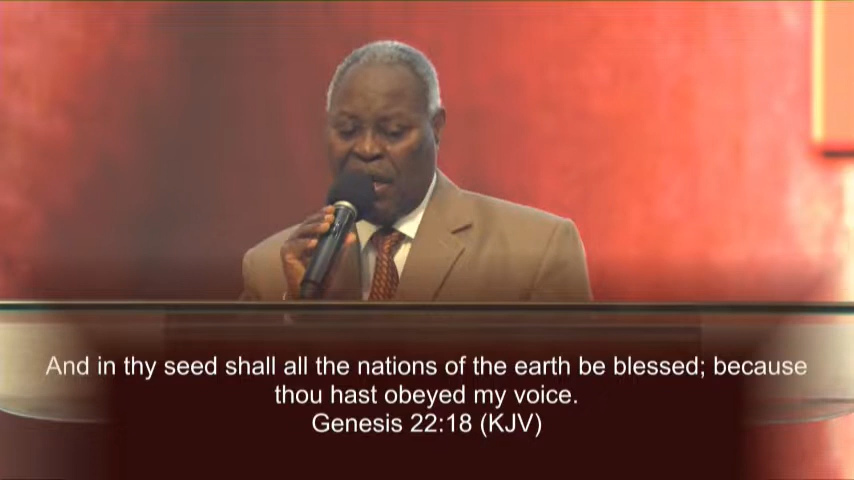 And in thy seed shall all the nations of the earth be blessed; because
thou hast obeyed my voice.
Genesis 22:18 (KJV)